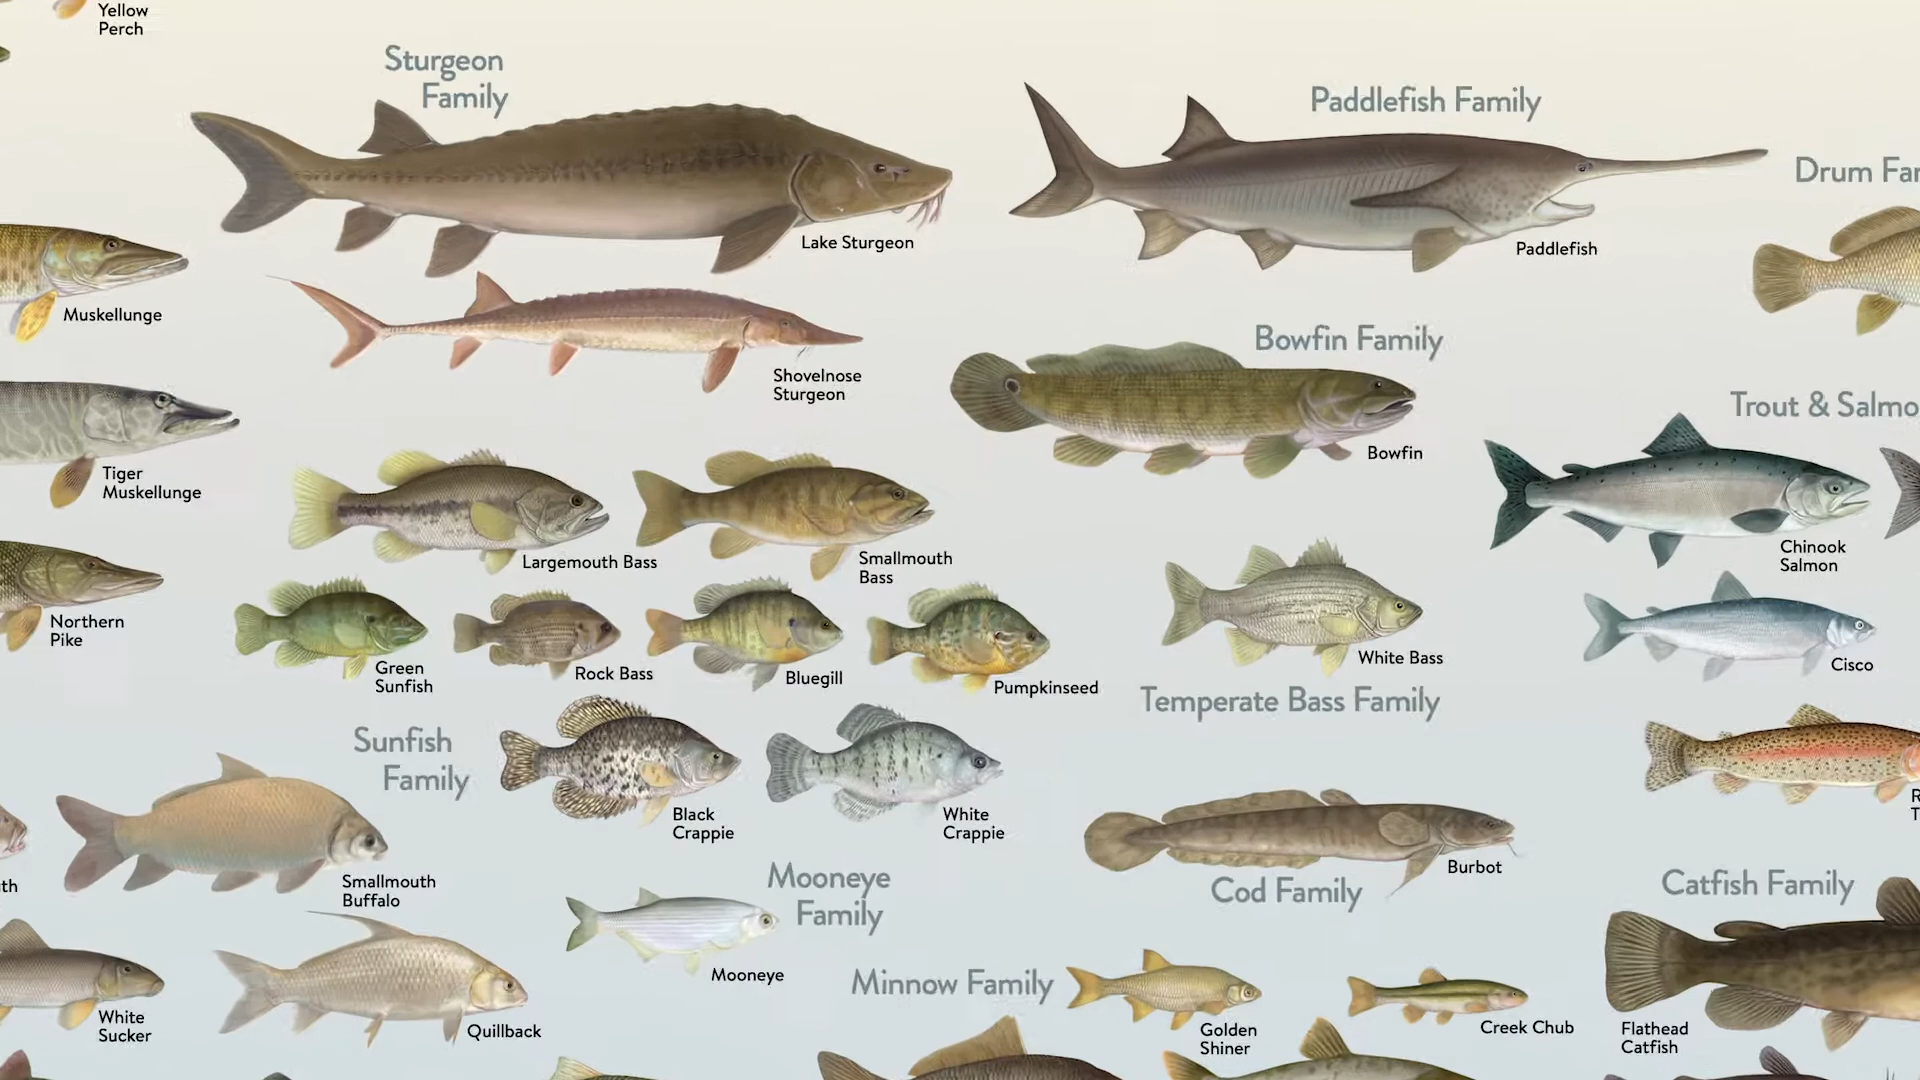 Yellow
Perch
Sturgeon
Family
Paddlefish Family
Drum
Lake Sturgeon
Paddlefish
Muskellunge
Shovelnose
Sturgeon
Bowfin Family
Bowfin
Trout & Salmo
Tiger
Muskellunge
Largemouth Bass
Smallmouth
Bass
Chinook
Salmon
Northern
Pike
Green
Sunfish
Rock Bass
Bluegill
Pumpkinseed
White Bass
Cisco
Temperate Bass Family
Sunfish
Family
Black
Crappie
White
Crappie
R
T
Smallmouth
Buffalo
th
Mooneye
Family
Burbot
Cod Family
Catfish Family
Mooneye
Minnow Family
White
Sucker
Quillback
Golden
Shiner
Creek Chub
Flathead
Catfish